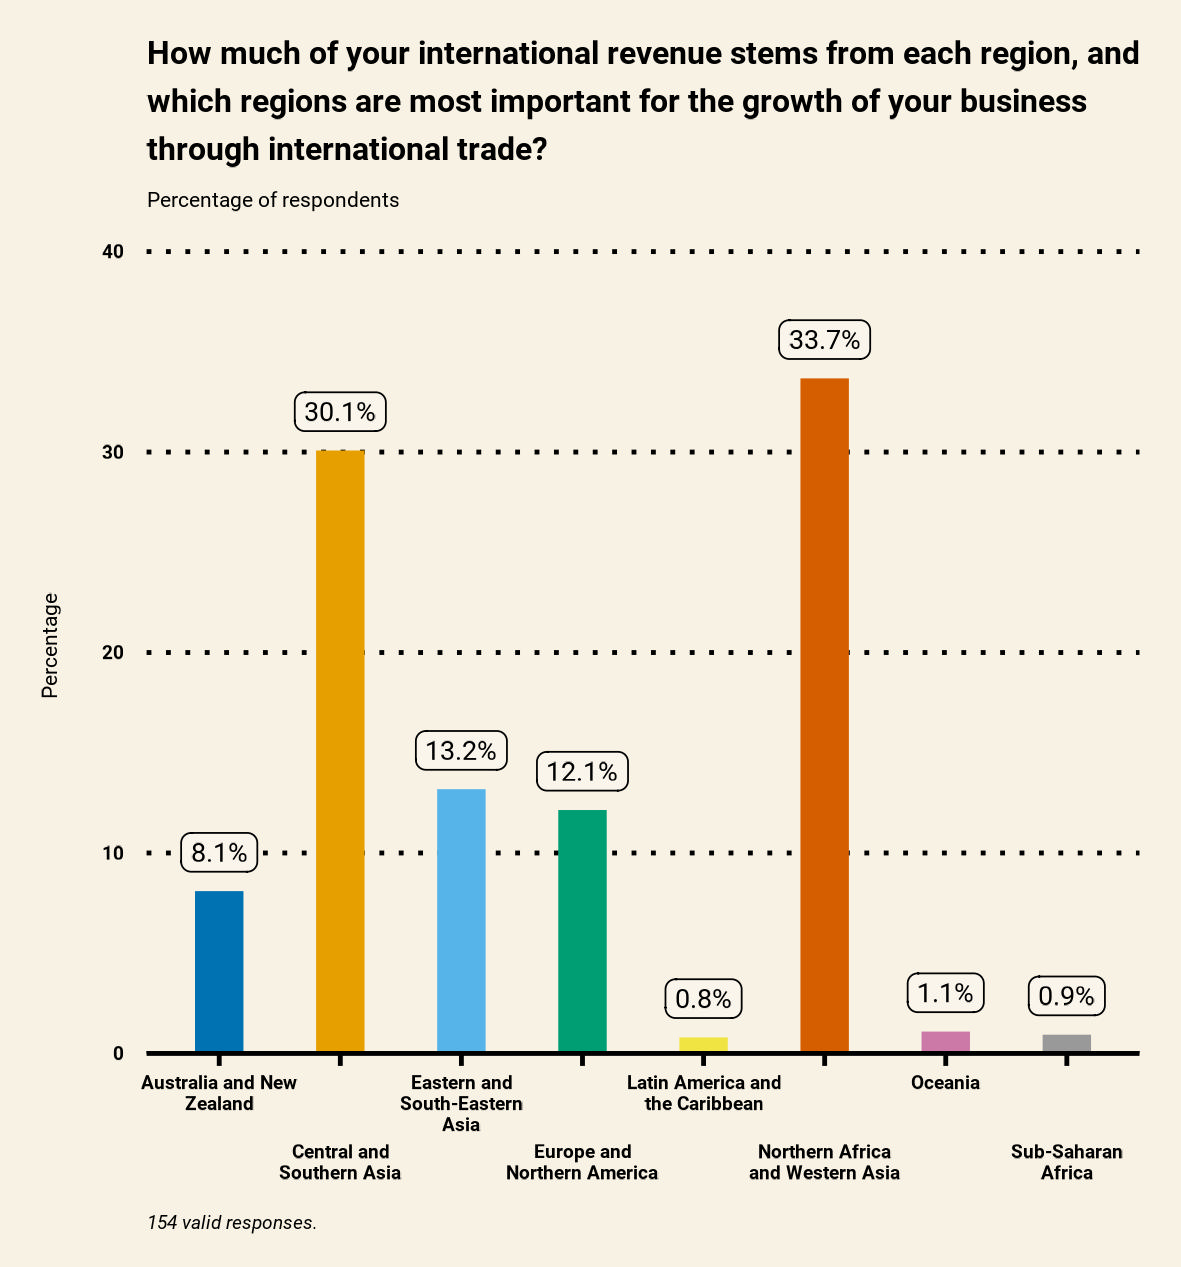 How much of your international revenue stems from each region, and
which regions are most important for the growth of your business
through international trade?
Percentage of respondents
40
33.7%
30.1%
30
Percentage
20
13.2%
12.1%
10
8.1%
0.8%
1.1%
0.9%
0
Australia and New
Zealand
Central and
Southern Asia
Eastern and
South-Eastern
Asia
Europe and
Northern America
Latin America and
the Caribbean
Northern Africa
and Western Asia
Oceania
Sub-Saharan
Africa
154 valid responses.